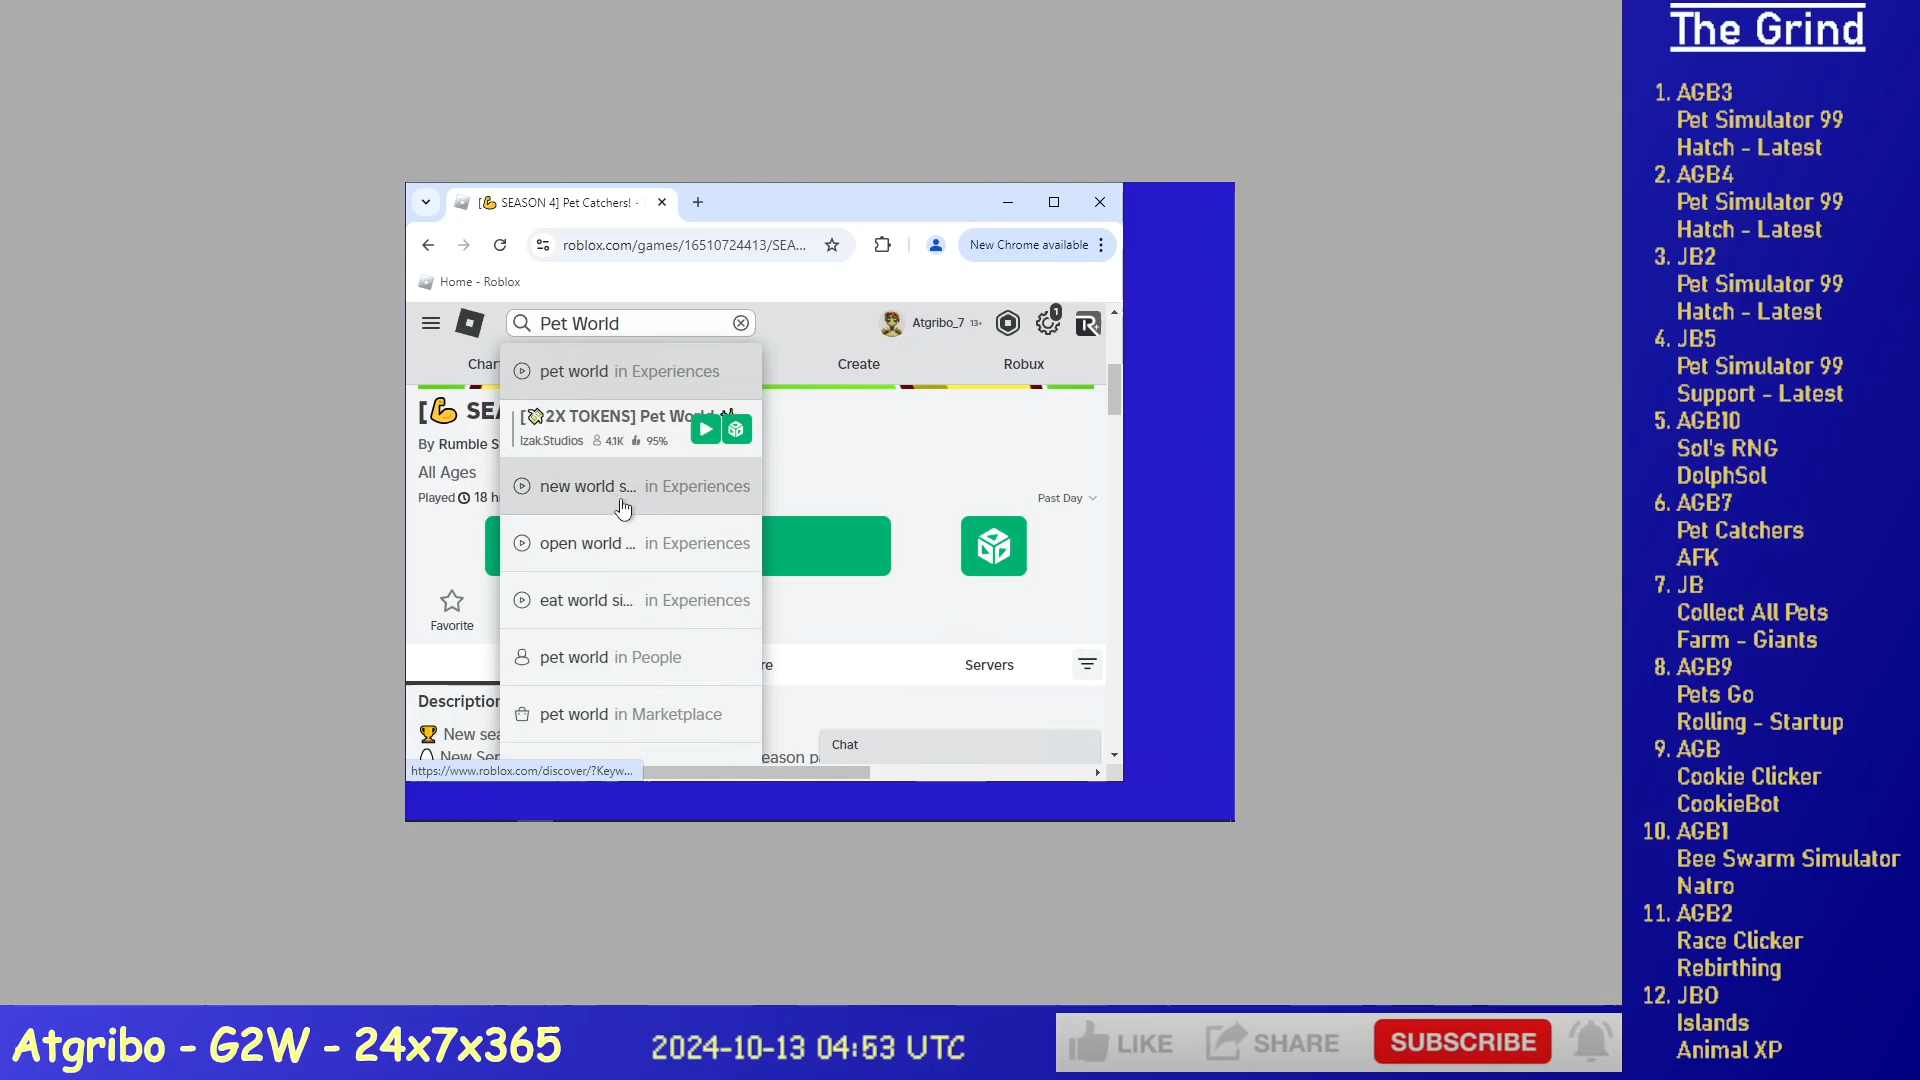 The Grind
1. AGB3
Pet Simulator 99
Hatch - Latest
2. AGB4
Pet Simulator 99
Hatch - Latest
3. JB2
Pet Simulator 99
Hatch - Latest
4. JB5
Pet Simulator 99
Support - Latest
5. AGB10
Sol's RNG
DolphSol
6. AGB7
Pet Catchers
AFK
7. JB
Collect All Pets
Farm - Giants
8. AGB9
Pets Go
Rolling - Startup
9. AGB
Cookie Clicker
CookieBot
10. AGB1
Bee Swarm Simulator
Natro
11. AGB2
Race Clicker
Rebirthing
12. JB0
Islands
Animal XP
[💪 SEASON 4] Pet Catchers! -
roblox.com/games/16510724413/SEA...
New Chrome available
Home - Roblox
Pet World
Atgribo_7 13+
1
Create
Robux
pet world in Experiences
2X TOKENS] Pet
Izak.Studios 4.1K 95%
new world s... in Experiences
open world ... in Experiences
eat world si... in Experiences
pet world in People
pet world in Marketplace
By Rumble
All Ages
Played 18
Past Day
Favorite
Servers
New
New
Chat
https://www.roblox.com/discover/?Keyw...
Atgribo - G2W - 24x7x365
2024-10-13 04:53 UTC
LIKE
SHARE
SUBSCRIBE